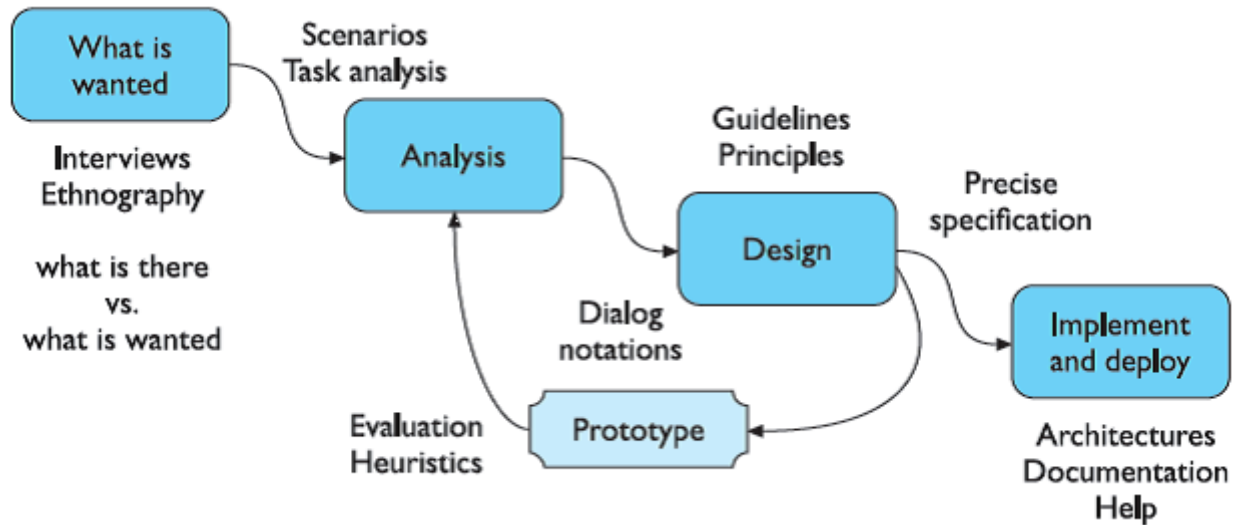 What is
wanted
Interviews
Ethnography
what is there
vs.
what is wanted
Scenarios
Task analysis
Analysis
Guidelines
Principles
Design
Precise
specification
Dialog
notations
Prototype
Evaluation
Heuristics
Implement
and deploy
Architectures
Documentation
Help